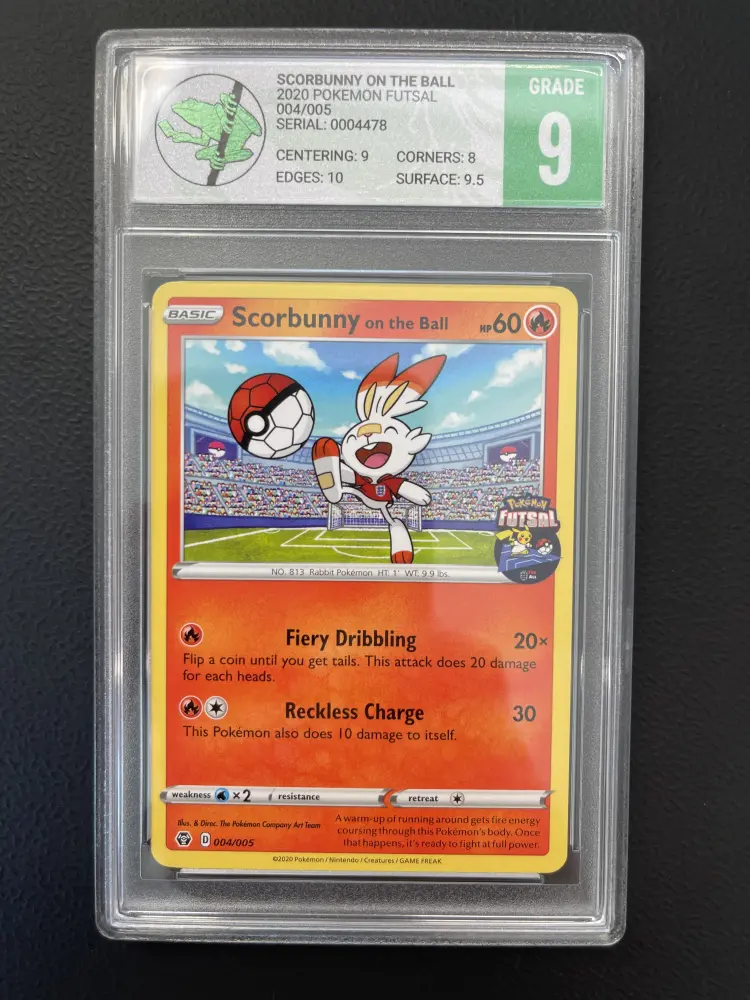 SCORBUNNY ON THE BALL
2020 POKEMON FUTSAL
004/005
SERIAL: 0004478
CENTERING: 9 CORNERS: 8
EDGES: 10 SURFACE: 9.5
GRADE
9
BASIC Scorbunny on the Ball HP60
POKéMON
FUTSAL
NO. 813 Rabbit Pokémon HT: 1' WT: 9.9 lbs.
Fiery Dribbling 20×
Flip a coin until you get tails. This attack does 20 damage
for each heads.
Reckless Charge 30
This Pokémon also does 10 damage to itself.
weakness ×2 resistance retreat
Illus. & Direc. The Pokémon Company Art Team
D 004/005
A warm-up of running around gets fire energy
coursing through this Pokémon's body. Once
that happens, it's ready to fight at full power.
©2020 Pokémon / Nintendo / Creatures / GAME FREAK